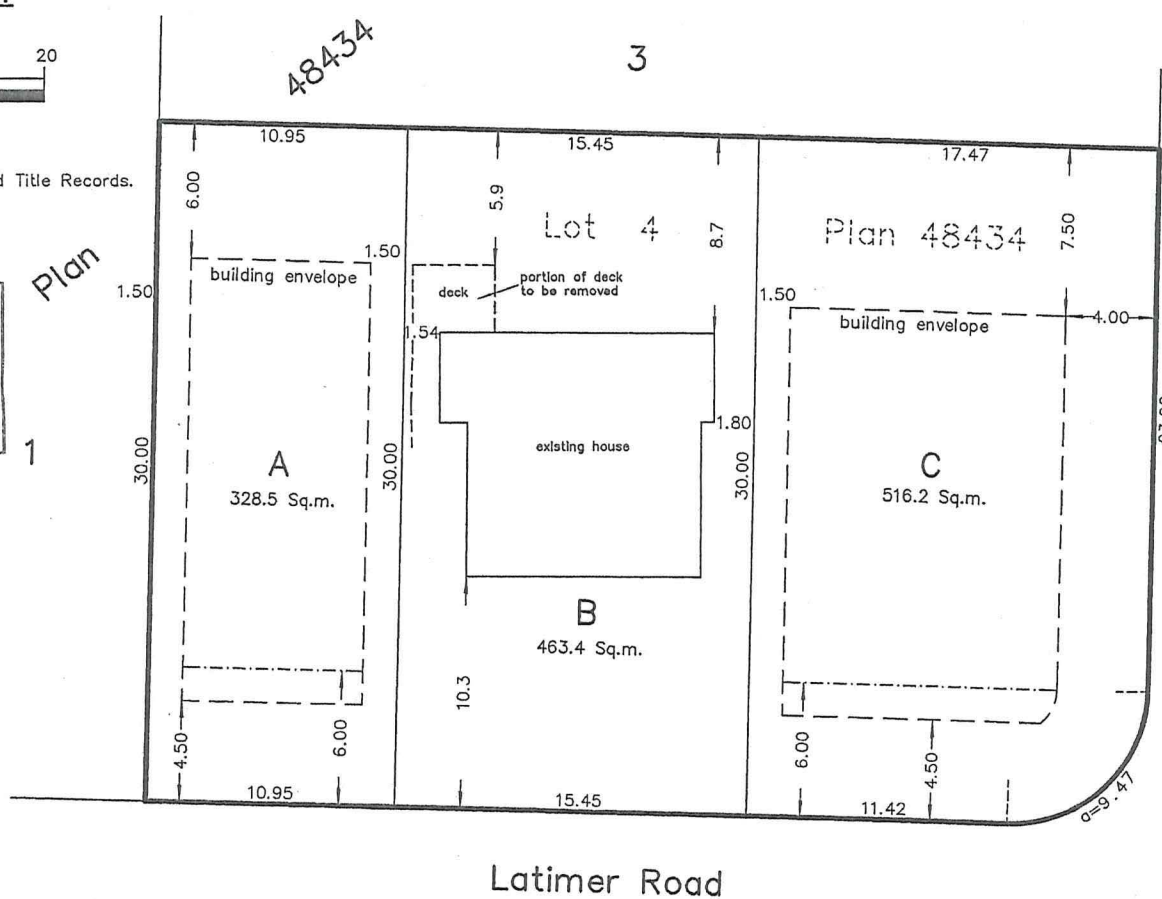 20
48434
3
10.95
15.45
17.47
d Title Records.
6.00
5.9
Lot 4
8.7
Plan 48434
7.50
Plan
1.50
building envelope
deck
portion of deck
to be removed
1.50
1.50
building envelope
4.00
1.54
1
existing house
1.80
30.00
A
328.5 Sq.m.
30.00
30.00
C
516.2 Sq.m.
B
463.4 Sq.m.
10.3
4.50
6.00
6.00
4.50
10.95
15.45
11.42
a=9.47
Latimer Road